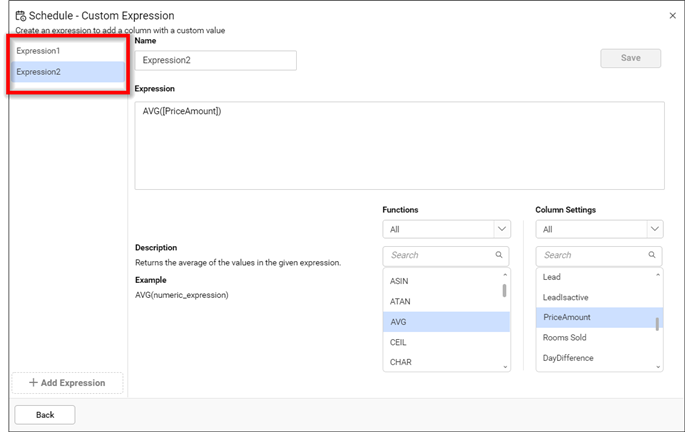 Schedule - Custom Expression
Create an expression to add a column with a custom value
Expression1
Expression2
Name
Expression2
Save
Expression
AVG([PriceAmount])
Functions
All
Search
ASIN
ATAN
AVG
CEIL
CHAR
Column Settings
All
Search
Lead
LeadIsactive
PriceAmount
Rooms Sold
DayDifference
Description
Returns the average of the values in the given expression.
Example
AVG(numeric_expression)
+ Add Expression
Back